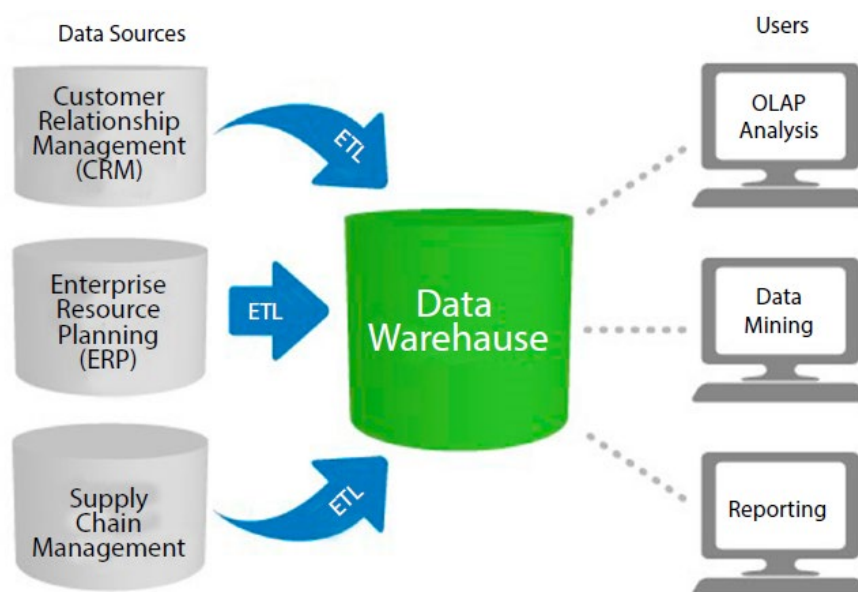 Data Sources
Customer
Relationship
Management
(CRM)
ETL
Enterprise
Resource
Planning
(ERP)
ETL
Supply
Chain
Management
ETL
Data
Warehause
Users
OLAP
Analysis
Data
Mining
Reporting